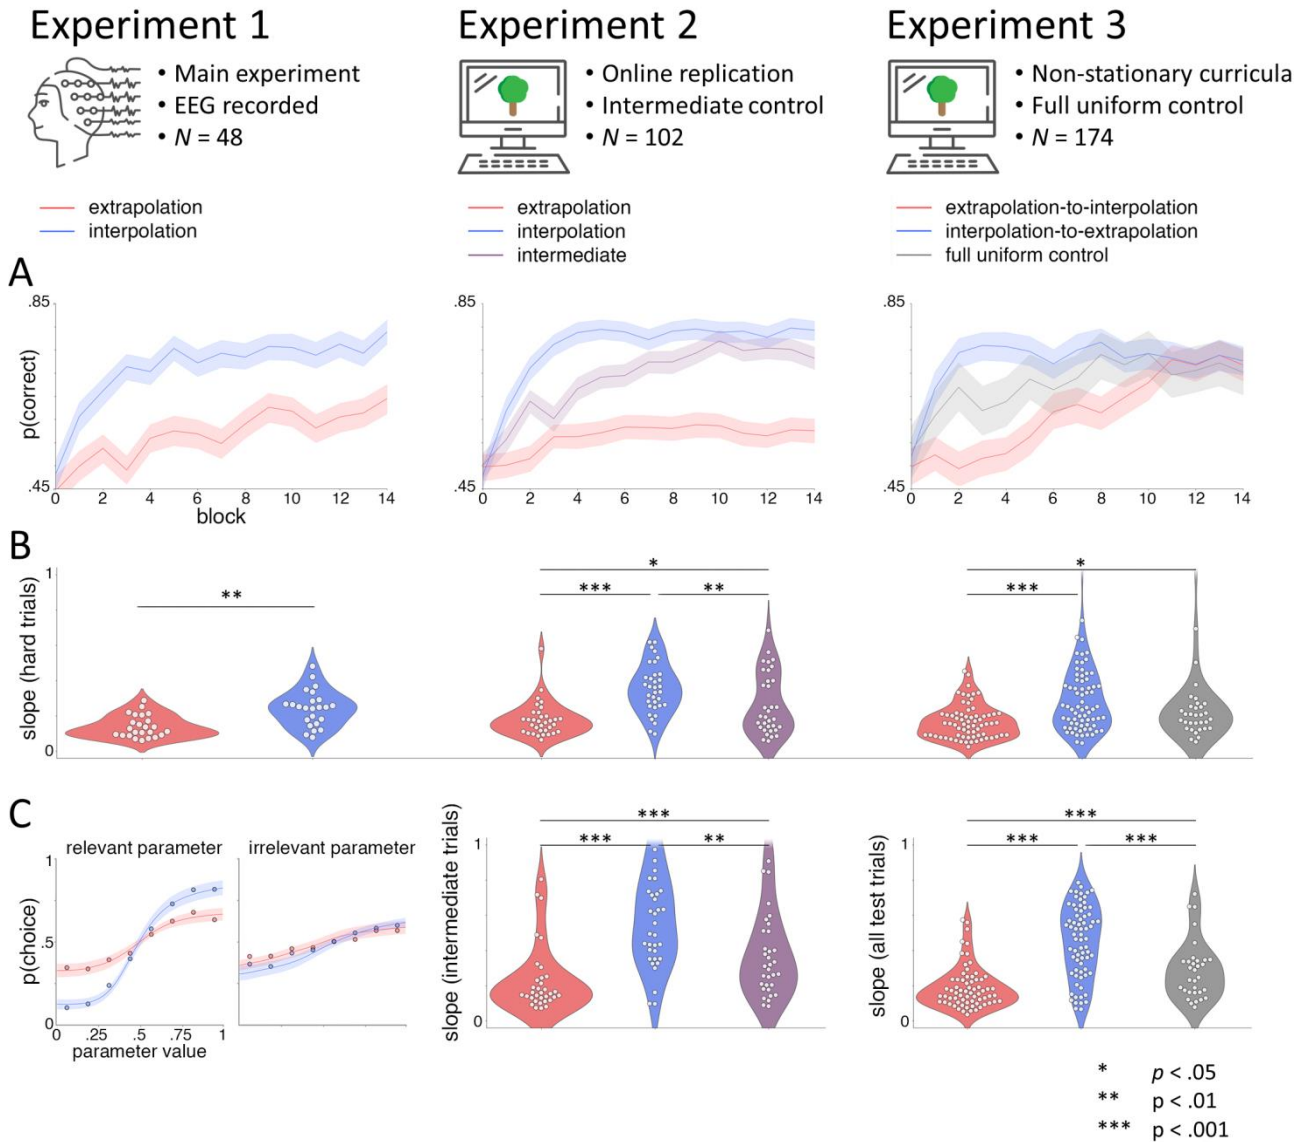 Experiment 1
• Main experiment
• EEG recorded
• N = 48
extrapolation
interpolation
Experiment 2
• Online replication
• Intermediate control
• N = 102
extrapolation
interpolation
intermediate
Experiment 3
• Non-stationary curricula
• Full uniform control
• N = 174
extrapolation-to-interpolation
interpolation-to-extrapolation
full uniform control
A
p(correct)
.85
.45
0 2 4 6 8 10 12 14
block
.85
.45
0 2 4 6 8 10 12 14
.85
.45
0 2 4 6 8 10 12 14
B
slope (hard trials)
1
0
**
*
*** **
*
***
C
p(choice)
relevant parameter
irrelevant parameter
1
.5
0
0 .25 .5 .75 1
parameter value
slope (intermediate trials)
1
0
***
*** **
slope (all test trials)
1
0
***
*** ***
* p < .05
** p < .01
*** p < .001